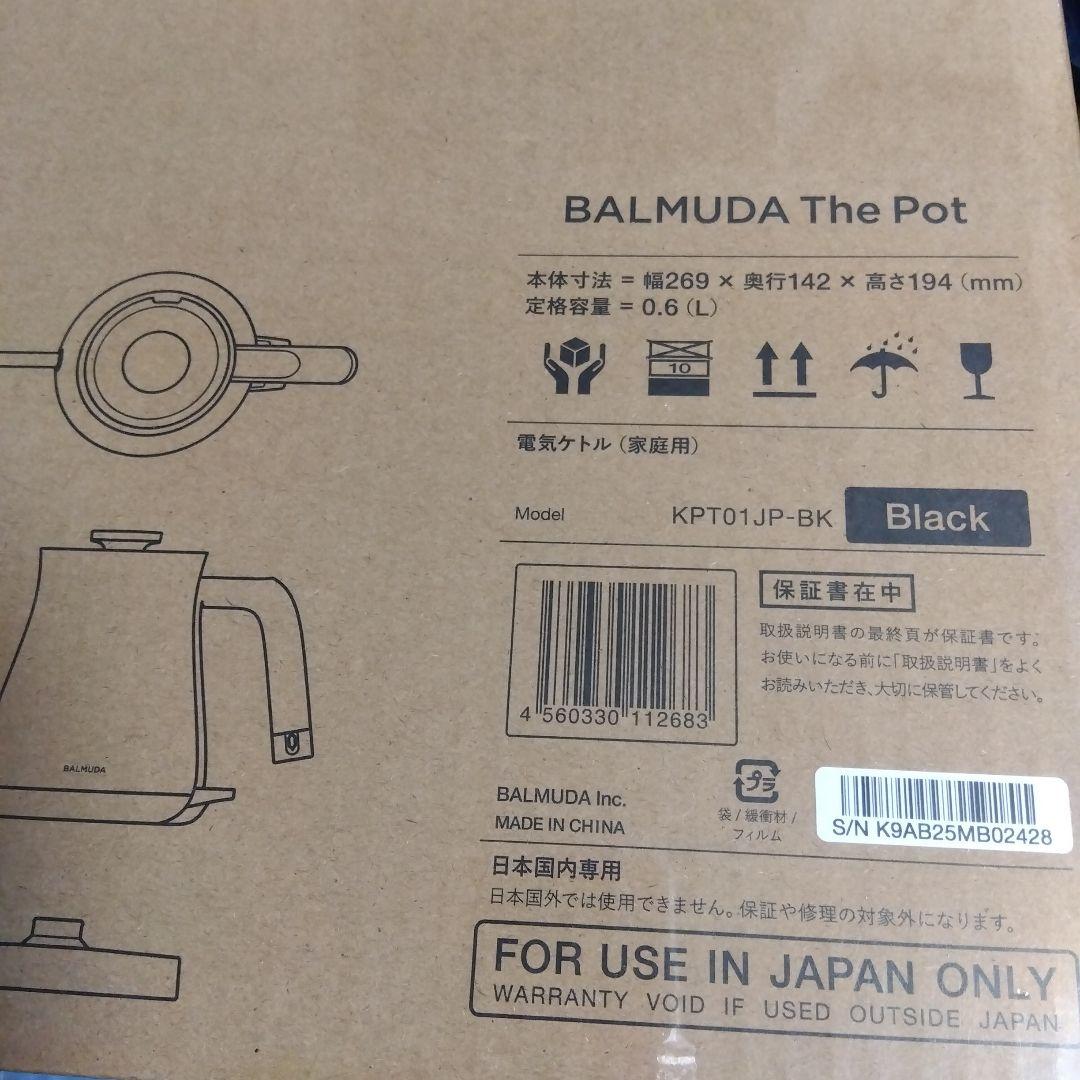 BALMUDA The Pot
本体寸法 = 幅269 × 奥行142 × 高さ194 (mm)
定格容量 = 0.6 (L)
10
電気ケトル (家庭用)
Model KPT01JP-BK Black
4 560330 112683
保証書在中
取扱説明書の最終頁が保証書です。
お使いになる前に「取扱説明書」をよく
お読みいただき、大切に保管してください。
BALMUDA
BALMUDA Inc.
MADE IN CHINA
プラ
袋 / 緩衝材 /
フィルム
S/N K9AB25MB02428
日本国内専用
日本国外では使用できません。保証や修理の対象外になります。
FOR USE IN JAPAN ONLY
WARRANTY VOID IF USED OUTSIDE JAPAN